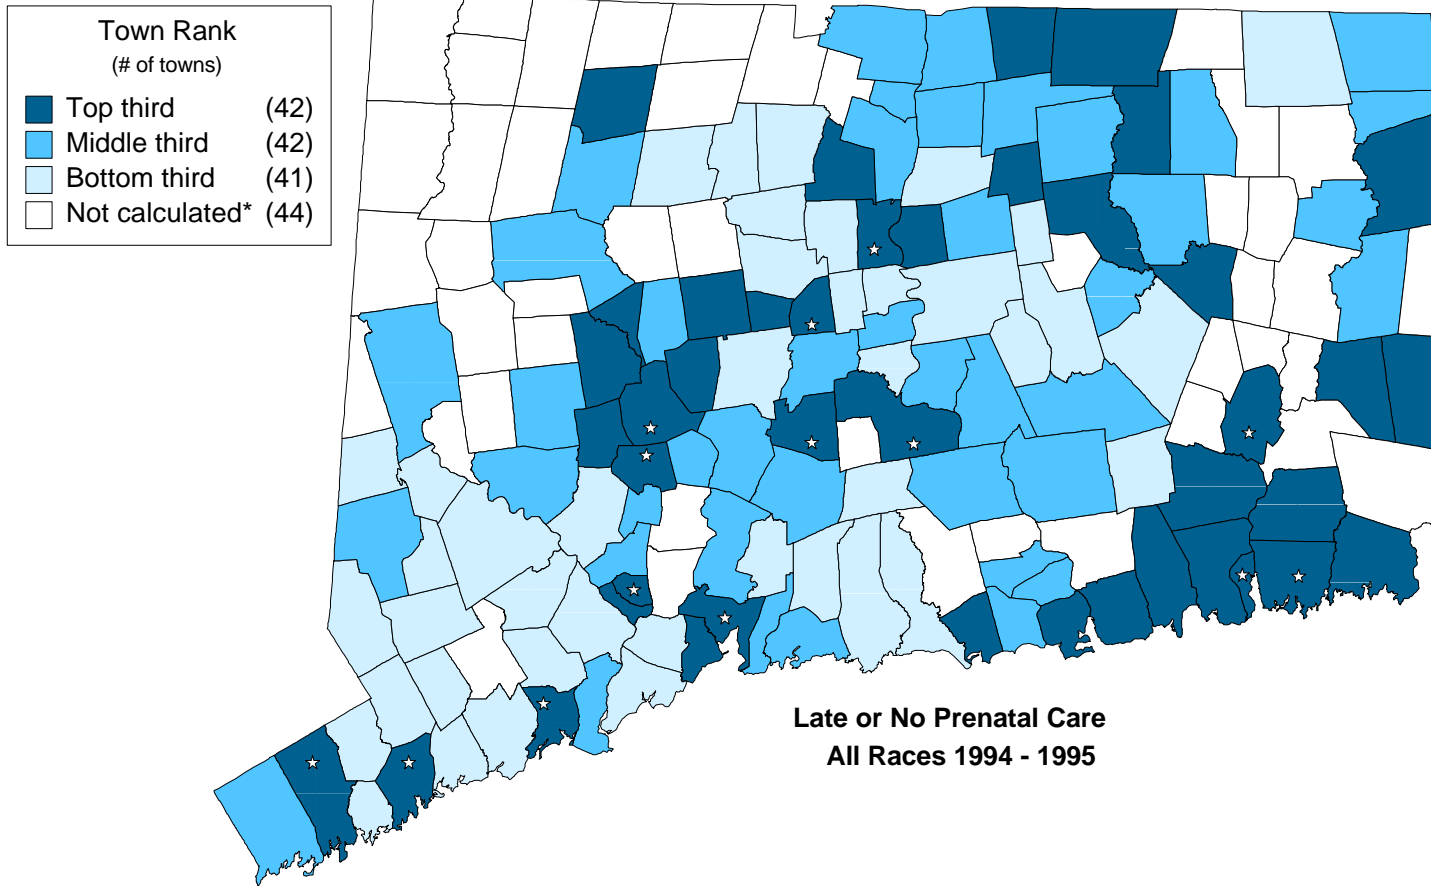 Town Rank
(# of towns)
Top third (42)
Middle third (42)
Bottom third (41)
Not calculated* (44)
Late or No Prenatal Care
All Races 1994 - 1995